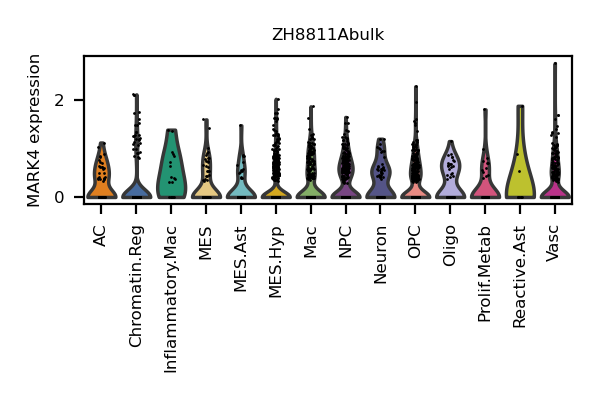 ZH8811Abulk
MARK4 expression
2
0
AC
Chromatin.Reg
Inflammatory.Mac
MES
MES.Ast
MES.Hyp
Mac
NPC
Neuron
OPC
Oligo
Prolif.Metab
Reactive.Ast
Vasc